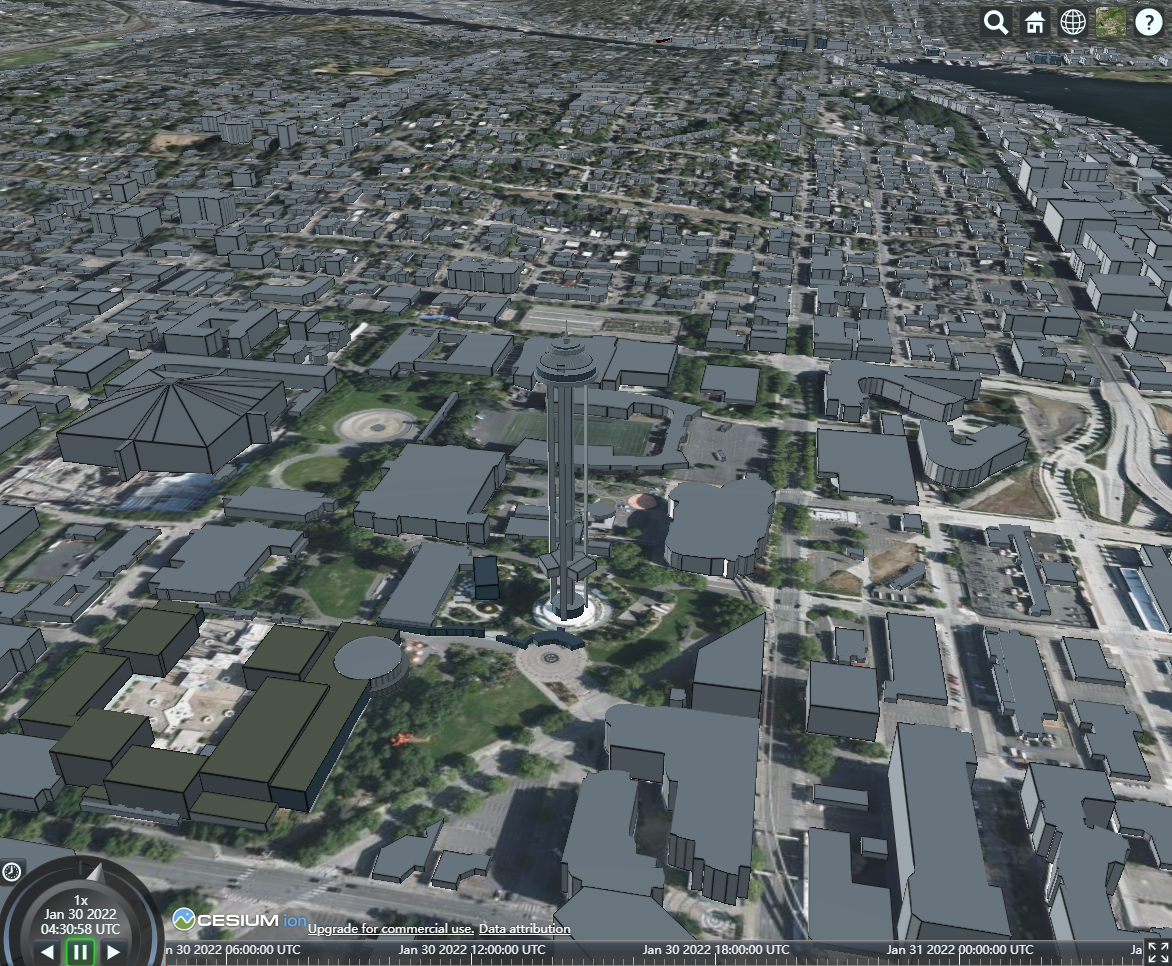 ?
1x
Jan 30 2022
04:30:58 UTC
CESIUM ion
Upgrade for commercial use. Data attribution
n 30 2022 06:00:00 UTC
Jan 30 2022 12:00:00 UTC
Jan 30 2022 18:00:00 UTC
Jan 31 2022 00:00:00 UTC
Ja